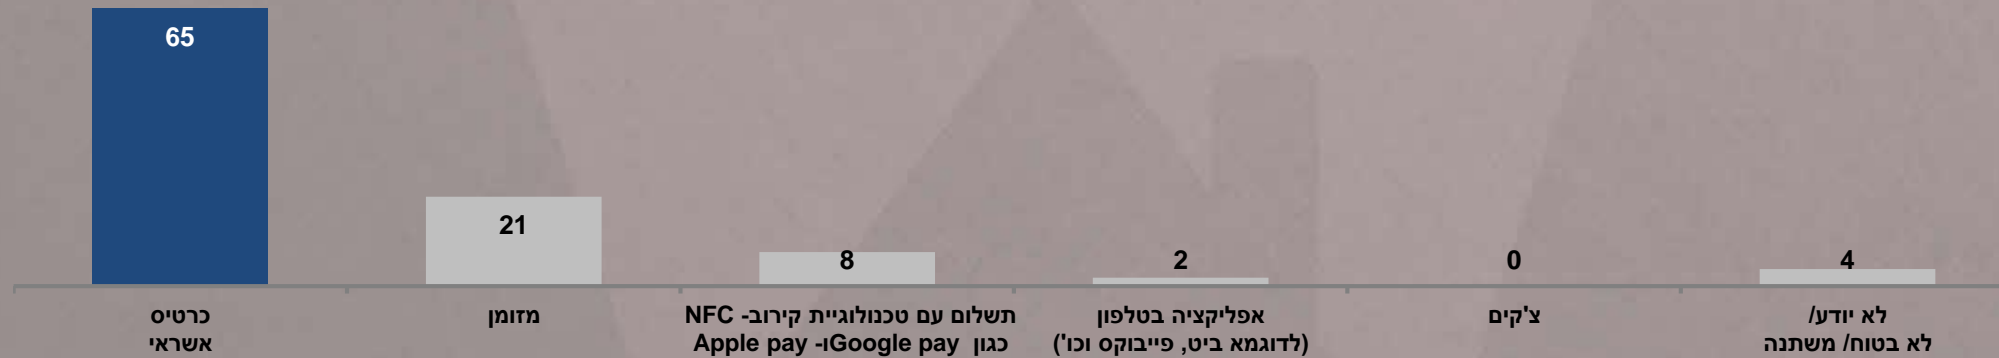 65
21
8
2
0
4
כרטיס
אשראי
מזומן
תשלום עם טכנולוגיית קירוב- NFC
כגון Google pay ו- Apple pay
אפליקציה בטלפון
(לדוגמא ביט, פייבוקס וכו')
צ'קים
לא יודע/
לא בטוח/ משתנה